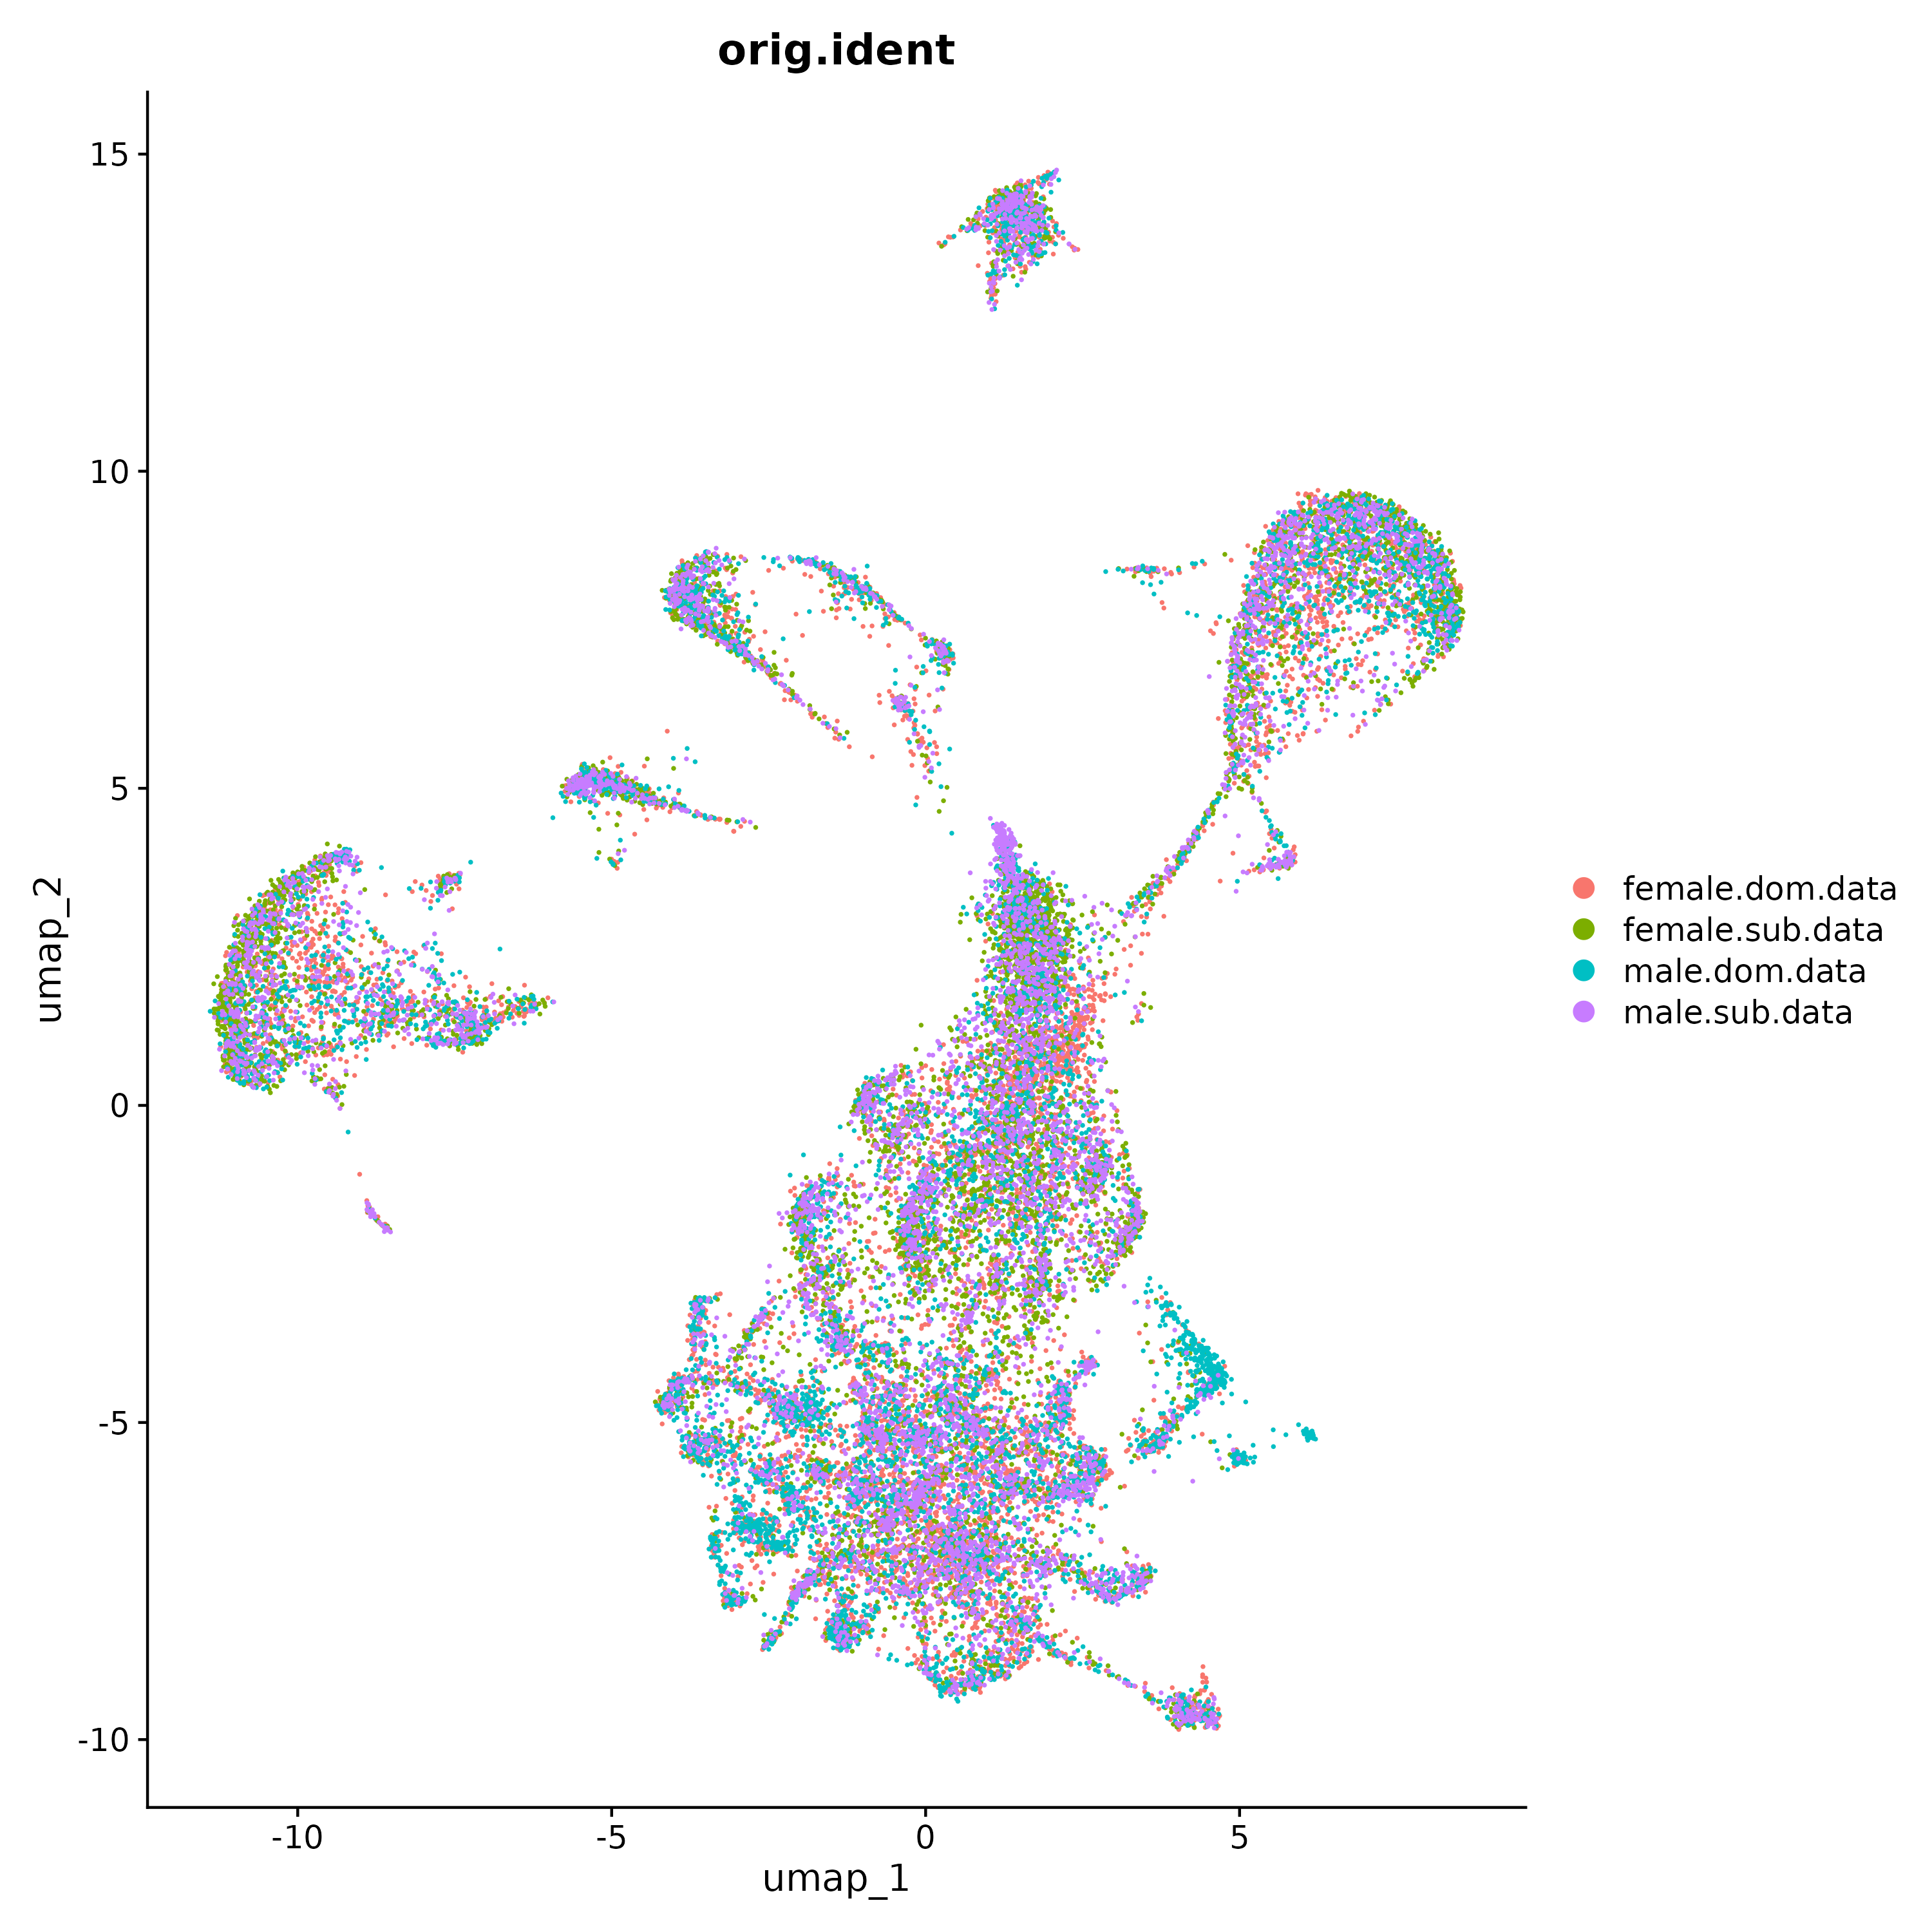 orig.ident
15
10
5
0
-5
-10
umap_2
-10
-5
0
5
umap_1
female.dom.data
female.sub.data
male.dom.data
male.sub.data